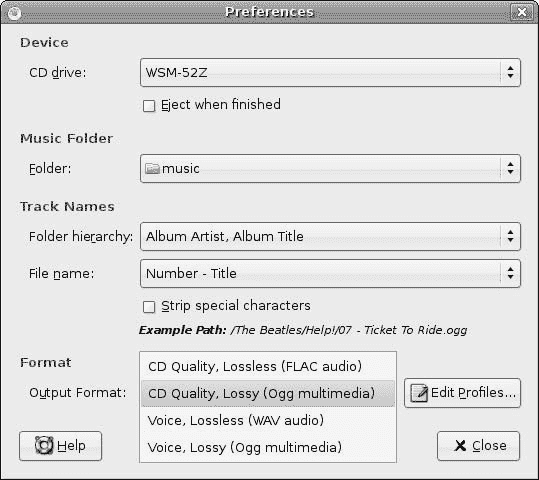 Preferences
Device
CD drive: WSM-52Z
Eject when finished
Music Folder
Folder: music
Track Names
Folder hierarchy: Album Artist, Album Title
File name: Number - Title
Strip special characters
Example Path: /The Beatles/Help!/07 - Ticket To Ride.ogg
Format
CD Quality, Lossless (FLAC audio)
Output Format: CD Quality, Lossy (Ogg multimedia) Edit Profiles...
Voice, Lossless (WAV audio)
Voice, Lossy (Ogg multimedia)
Help Close